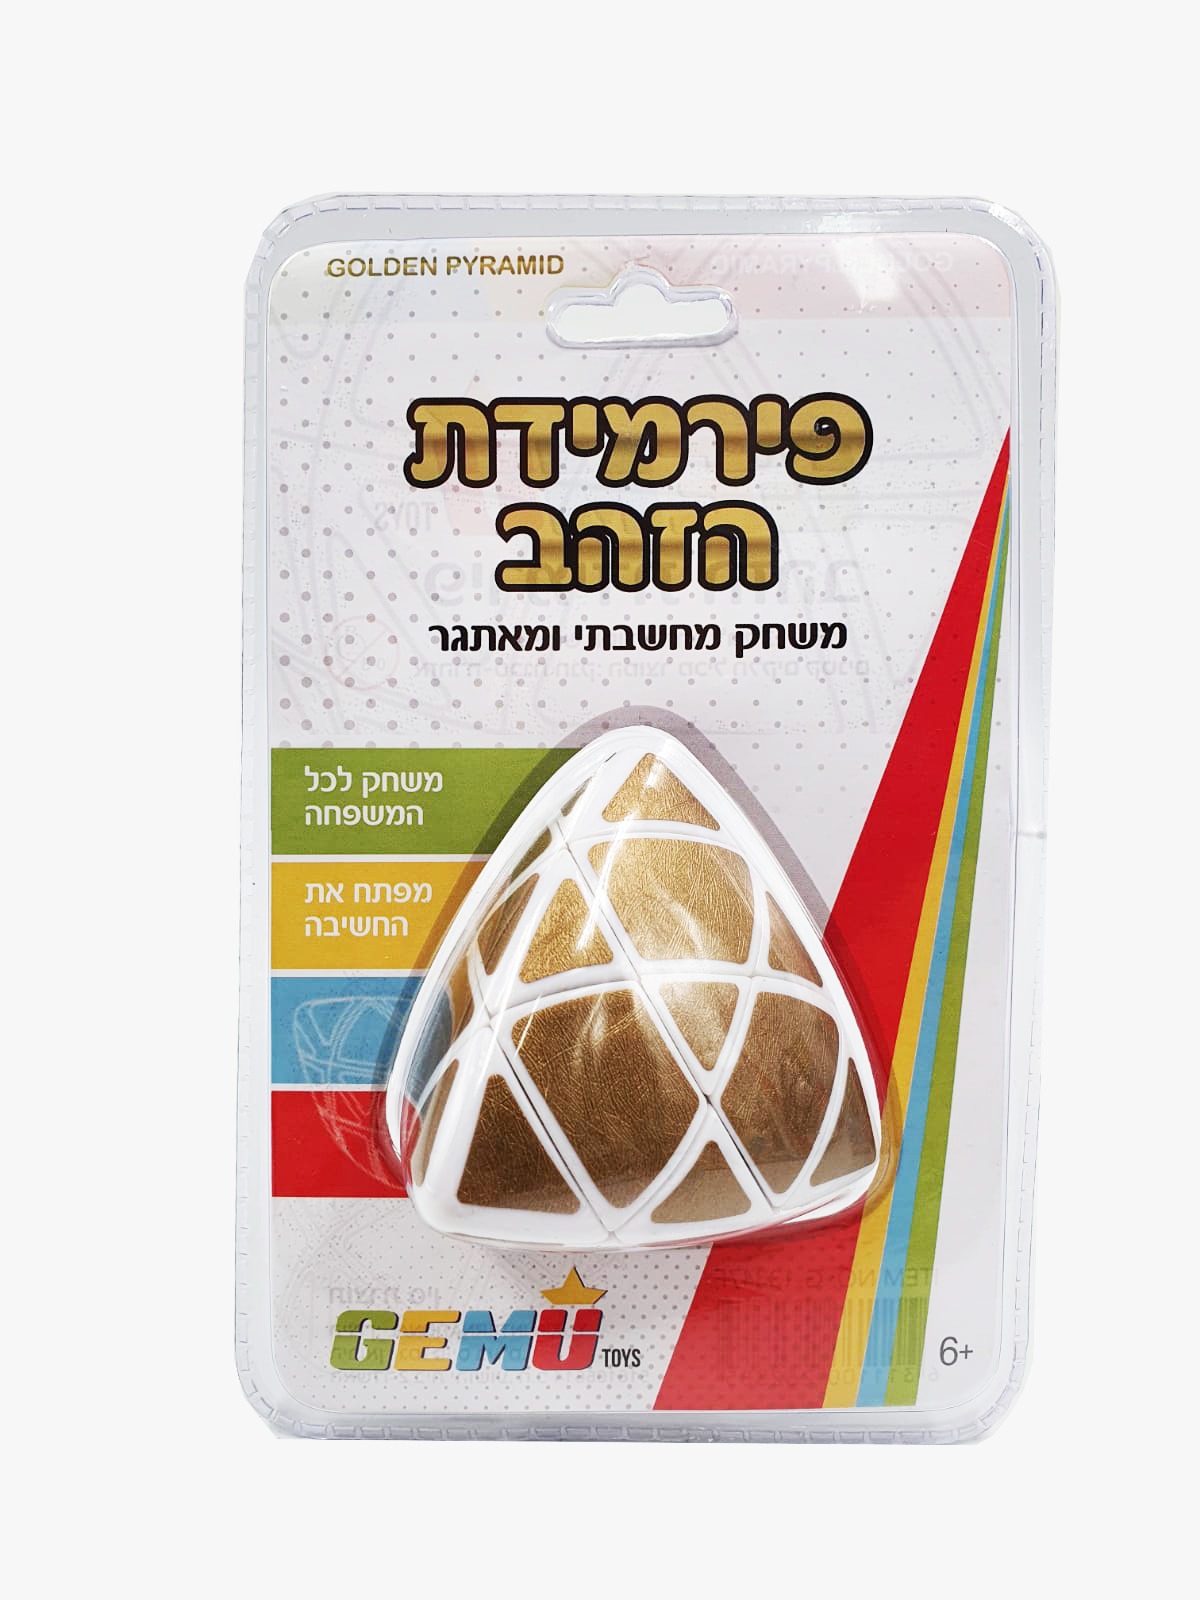 GOLDEN PYRAMID
פירמידת
הזהב
משחק מחשבתי ומאתגר
משחק לכל
המשפחה
מפתח את
החשיבה
GEMU TOYS
6+